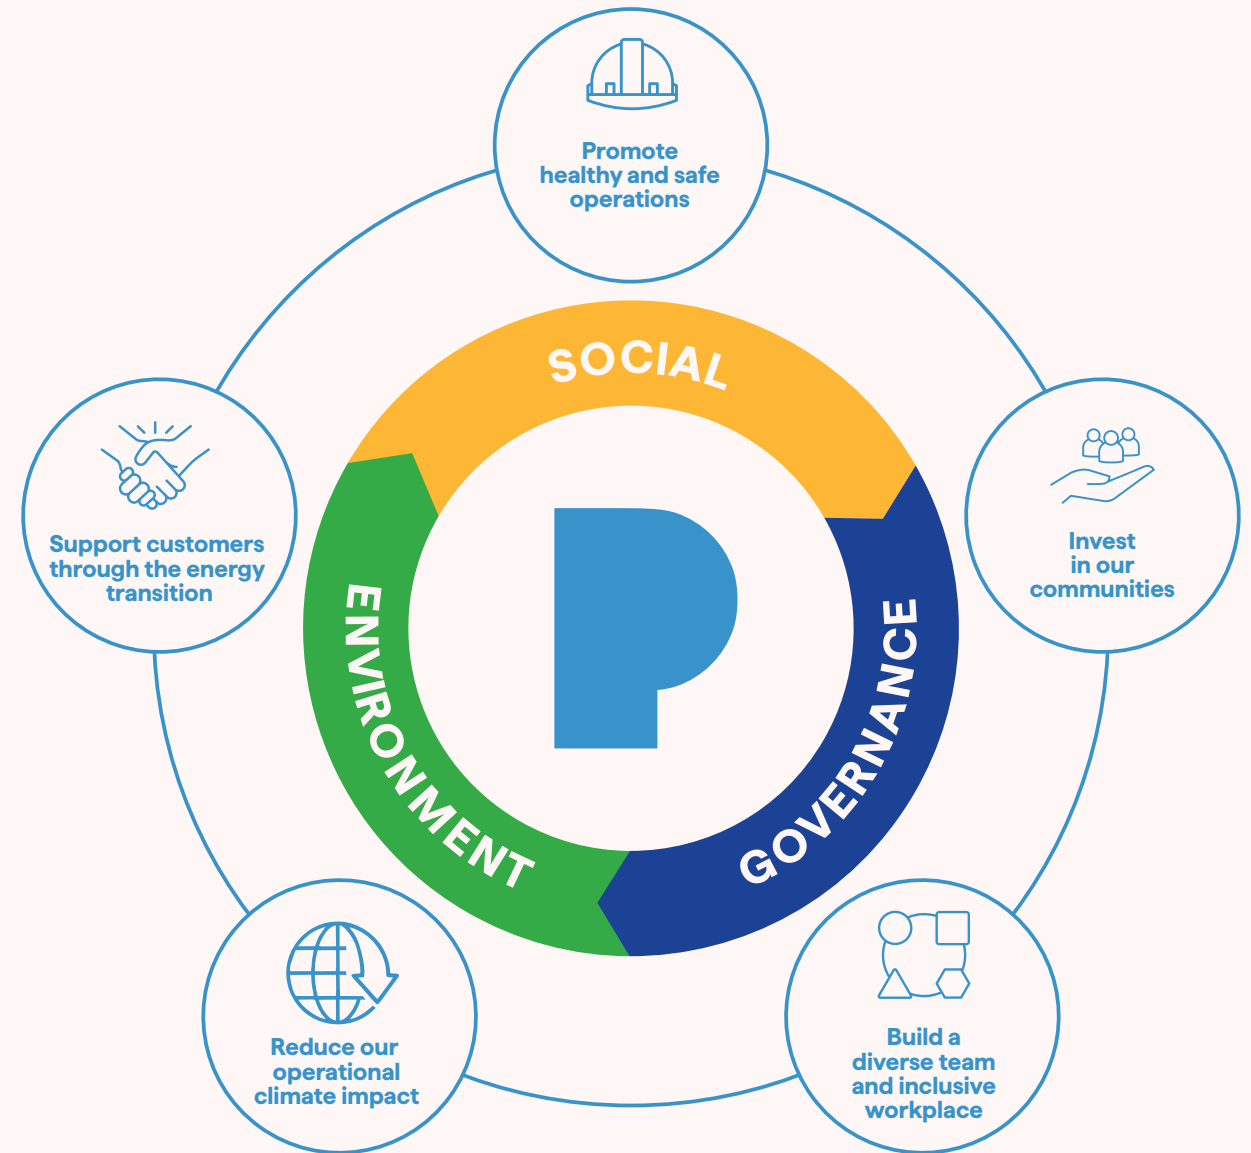 Promote
healthy and safe
operations
SOCIAL
Support customers
through the energy
transition
Invest
in our
communities
ENVIRONMENT
GOVERNANCE
P
Reduce our
operational
climate impact
Build a
diverse team
and inclusive
workplace